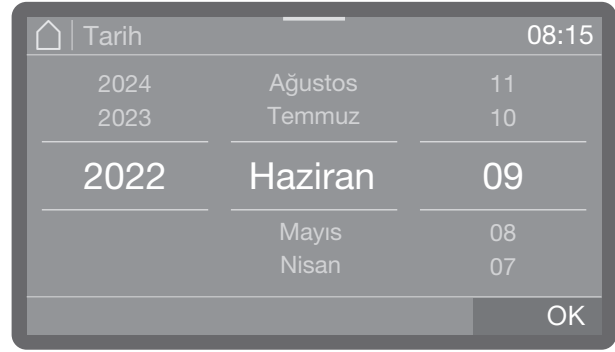 Tarih 08:15
2024 Ağustos 11
2023 Temmuz 10
2022 Haziran 09
Mayıs 08
Nisan 07
OK